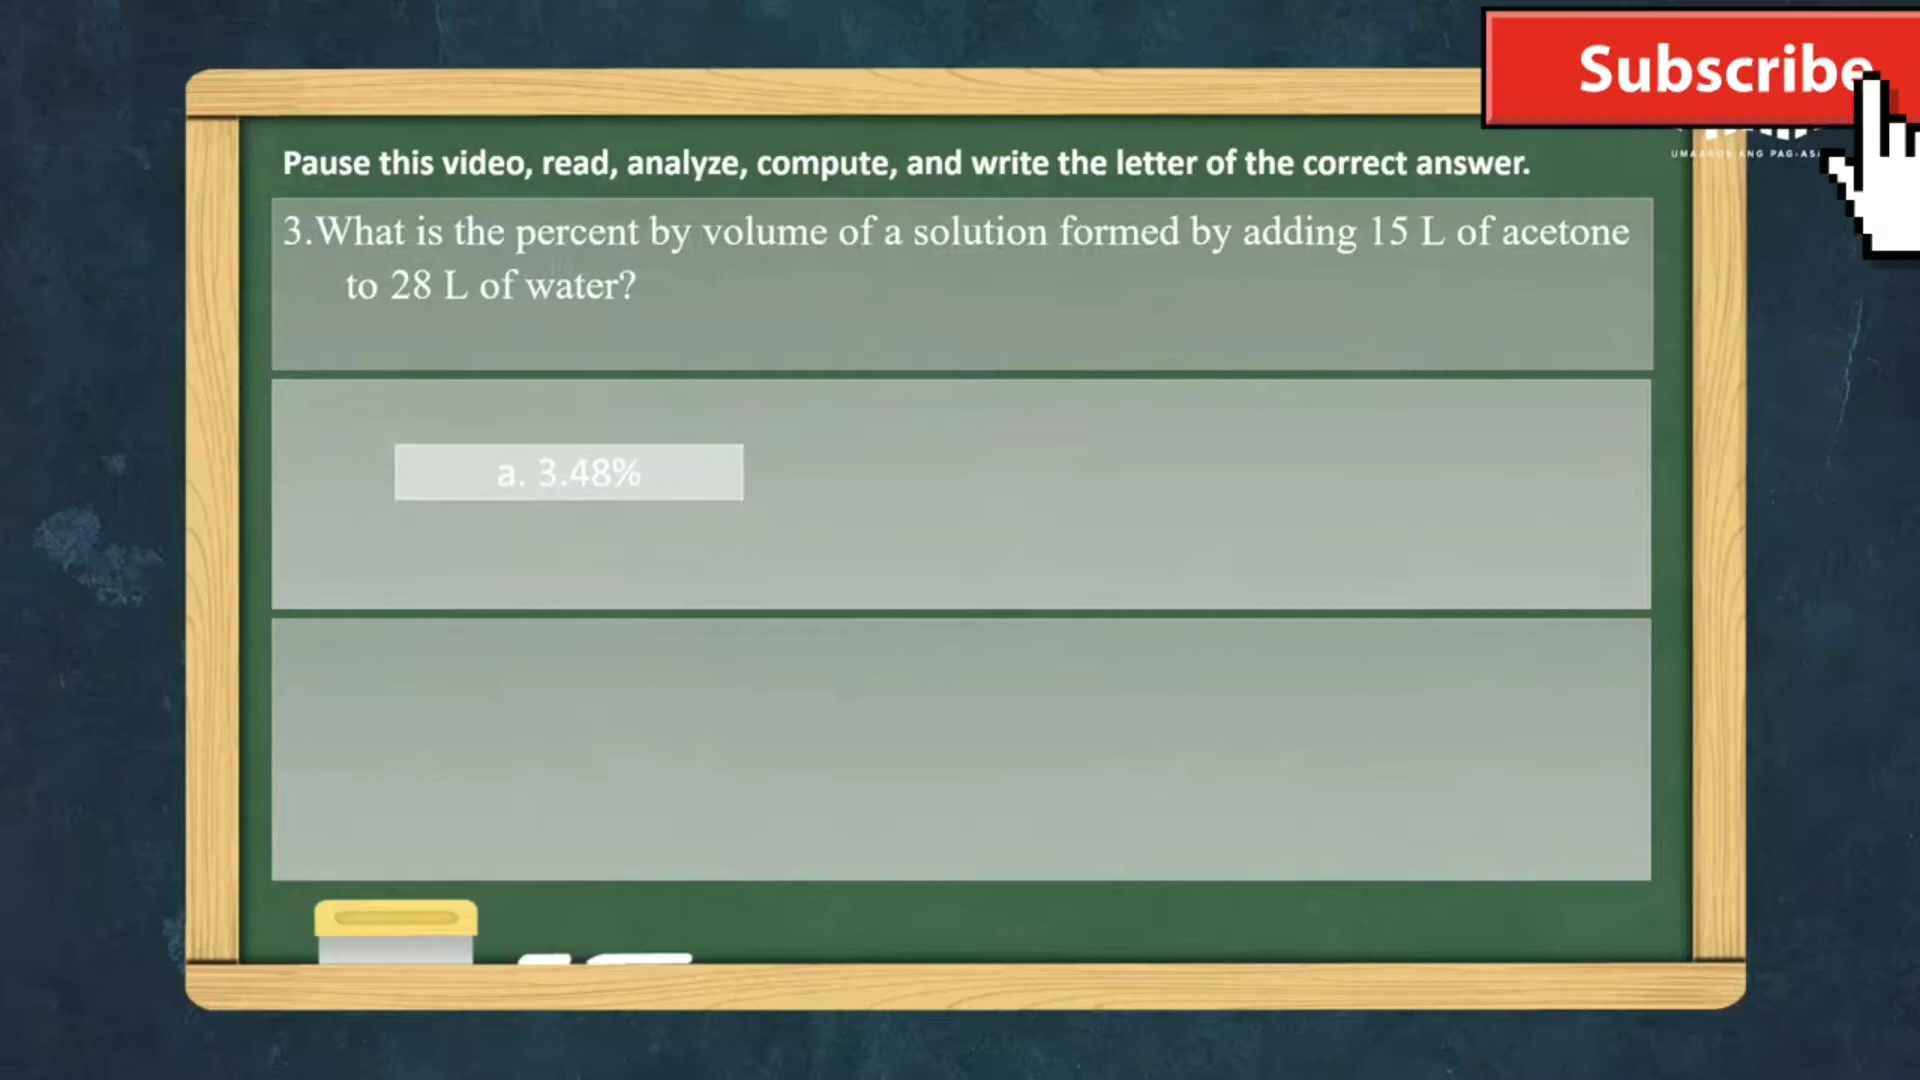 Subscribe
Pause this video, read, analyze, compute, and write the letter of the correct answer.
3.What is the percent by volume of a solution formed by adding 15 L of acetone
to 28 L of water?
a. 3.48%